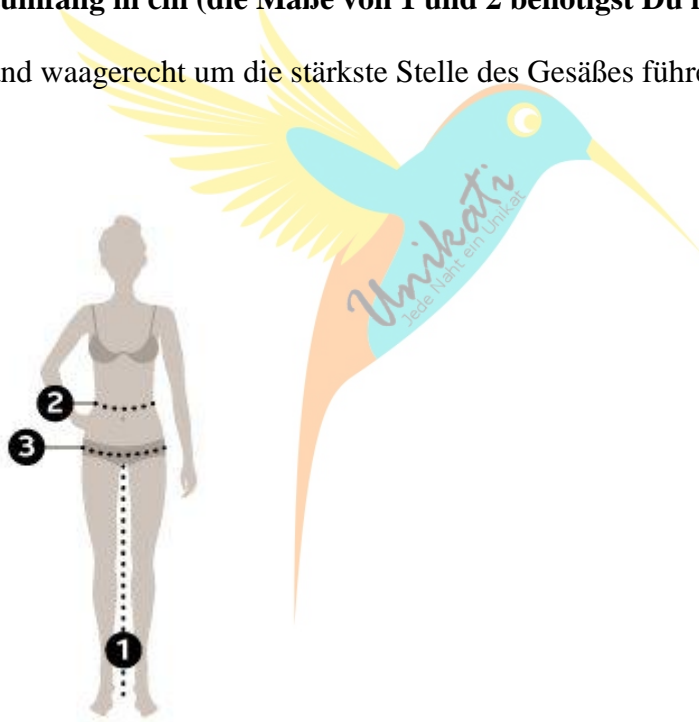 umfang in cm (die Maße von 1 und 2 benötigst Du
und waagerecht um die stärkste Stelle des Gesäßes führe
Unikati
Jede Naht ein Unikat
2
3
1